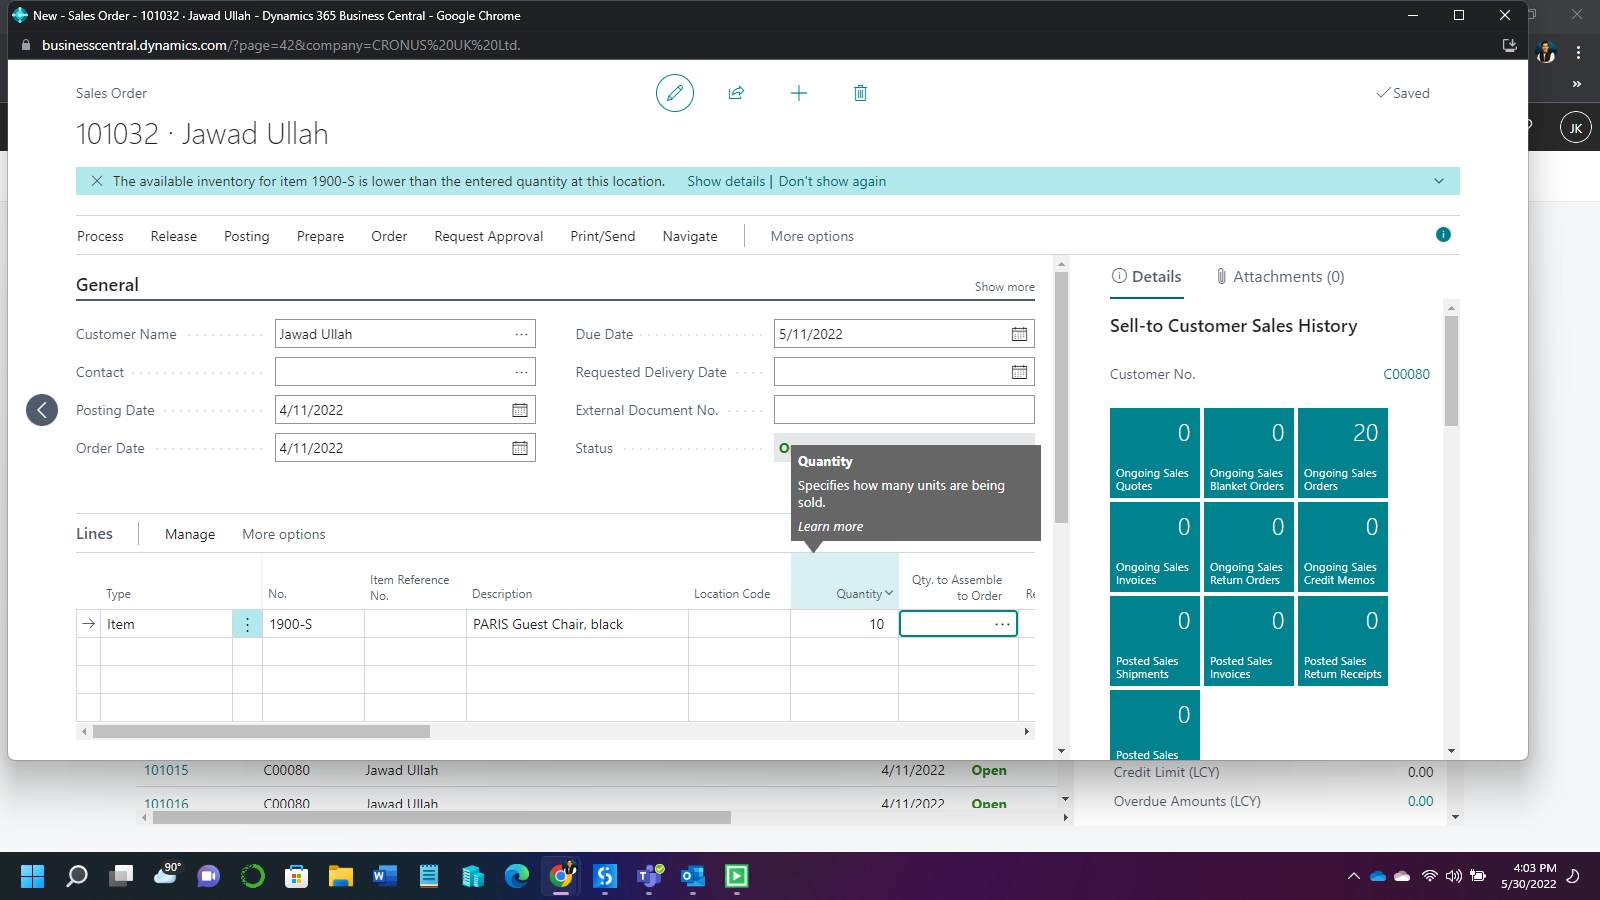 New - Sales Order - 101032 · Jawad Ullah - Dynamics 365 Business Central - Google Chrome
businesscentral.dynamics.com/?page=42&company=CRONUS%20UK%20Ltd.
Sales Order
Saved
101032 · Jawad Ullah
JK
The available inventory for item 1900-S is lower than the entered quantity at this location. Show details | Don't show again
Process Release Posting Prepare Order Request Approval Print/Send Navigate More options
General Show more
Customer Name Jawad Ullah
Contact
Posting Date 4/11/2022
Order Date 4/11/2022
Due Date 5/11/2022
Requested Delivery Date
External Document No.
Status O
Quantity
Specifies how many units are being
sold.
Learn more
Lines Manage More options
Type No. Item Reference No. Description Location Code Quantity Qty. to Assemble to Order Re
Item 1900-S PARIS Guest Chair, black 10
Details Attachments (0)
Sell-to Customer Sales History
Customer No. C00080
0 Ongoing Sales Quotes
0 Ongoing Sales Blanket Orders
20 Ongoing Sales Orders
0 Ongoing Sales Invoices
0 Ongoing Sales Return Orders
0 Ongoing Sales Credit Memos
0 Posted Sales Shipments
0 Posted Sales Invoices
0 Posted Sales Return Receipts
0 Posted Sales
101015 C00080 Jawad Ullah 4/11/2022 Open
101016 C00080 Jawad Ullah 4/11/2022 Open
Credit Limit (LCY) 0.00
Overdue Amounts (LCY) 0.00
90°
4:03 PM
5/30/2022